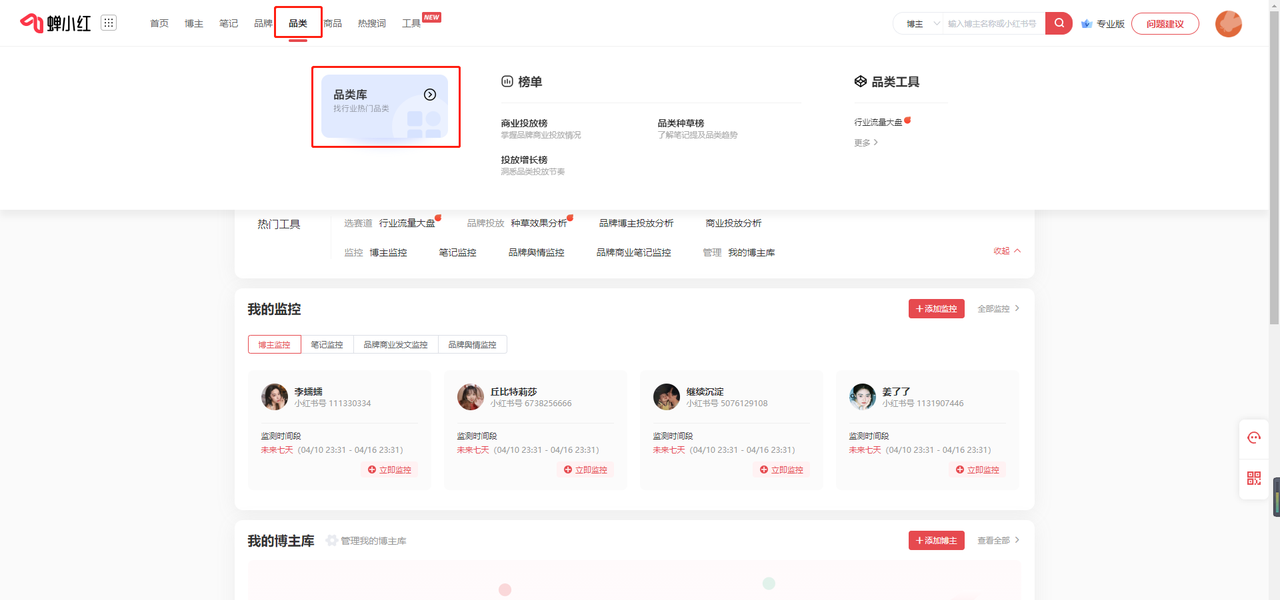 蝉小红 首页 博主 笔记 品牌 品类 商品 热搜词 工具 NEW 博主 输入博主名称或小红书号 专业版 问题建议
品类库
找行业热门品类
榜单
商业投放榜
掌握品牌商业投放情况
品类种草榜
了解笔记提及品类趋势
投放增长榜
洞悉品类投放节奏
品类工具
行业流量大盘
更多
热门工具 选赛道 行业流量大盘 品牌投放 种草效果分析 品牌博主投放分析 商业投放分析
监控 博主监控 笔记监控 品牌舆情监控 品牌商业笔记监控 管理 我的博主库 收起
我的监控 +添加监控 全部监控
博主监控 笔记监控 品牌商业发文监控 品牌舆情监控
李嬬嬬
小红书号 111330334
监测时间段
未来七天 (04/10 23:31 - 04/16 23:31)
立即监控
丘比特莉莎
小红书号 6738256666
监测时间段
未来七天 (04/10 23:31 - 04/16 23:31)
立即监控
继续沉淀
小红书号 5076129108
监测时间段
未来七天 (04/10 23:31 - 04/16 23:31)
立即监控
姜了了
小红书号 1131907446
监测时间段
未来七天 (04/10 23:31 - 04/16 23:31)
立即监控
我的博主库 管理我的博主库 +添加博主 查看全部